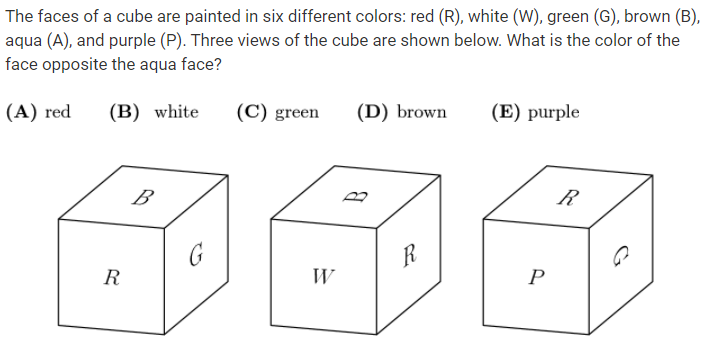 The faces of a cube are painted in six different colors: red (R), white (W), green (G), brown (B),
aqua (A), and purple (P). Three views of the cube are shown below. What is the color of the
face opposite the aqua face?
(A) red (B) white (C) green (D) brown (E) purple
B B R
G R G
R W P